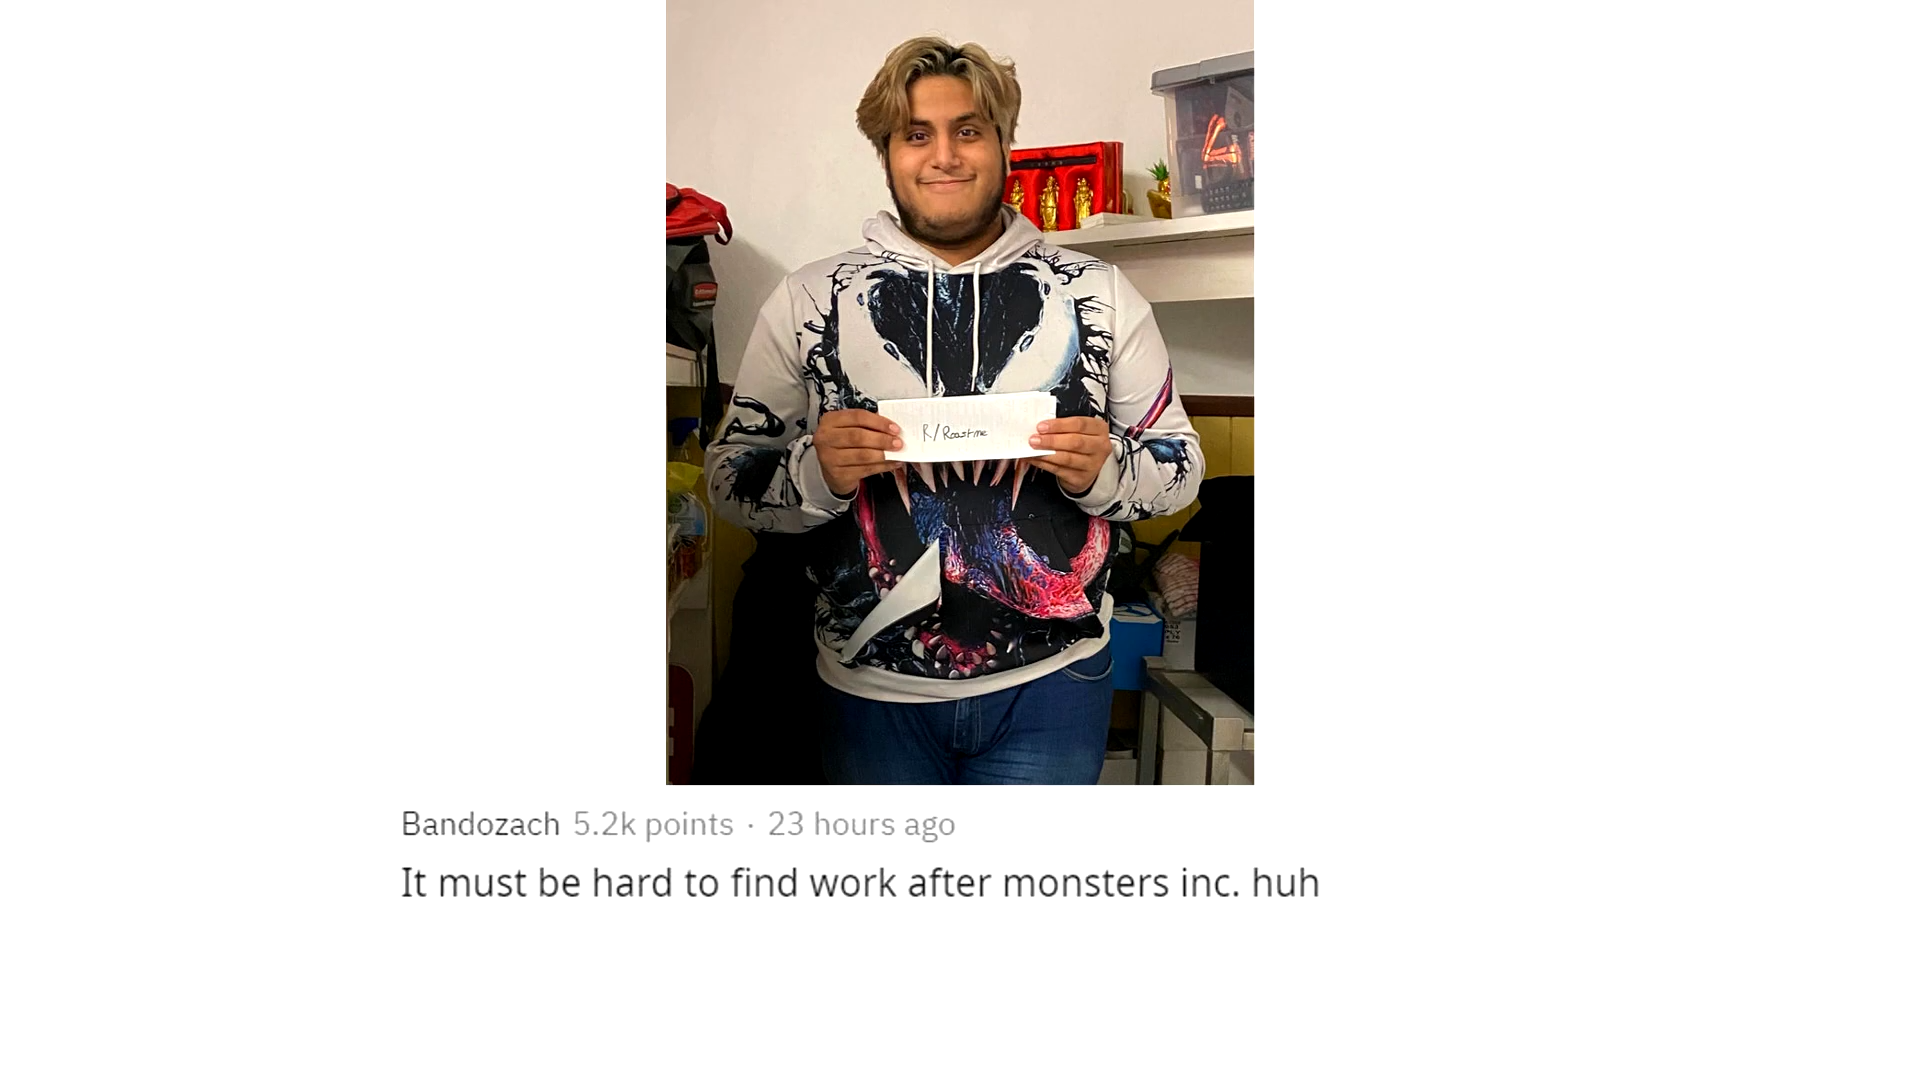 R/Roastme
Bandozach 5.2k points · 23 hours ago
It must be hard to find work after monsters inc. huh